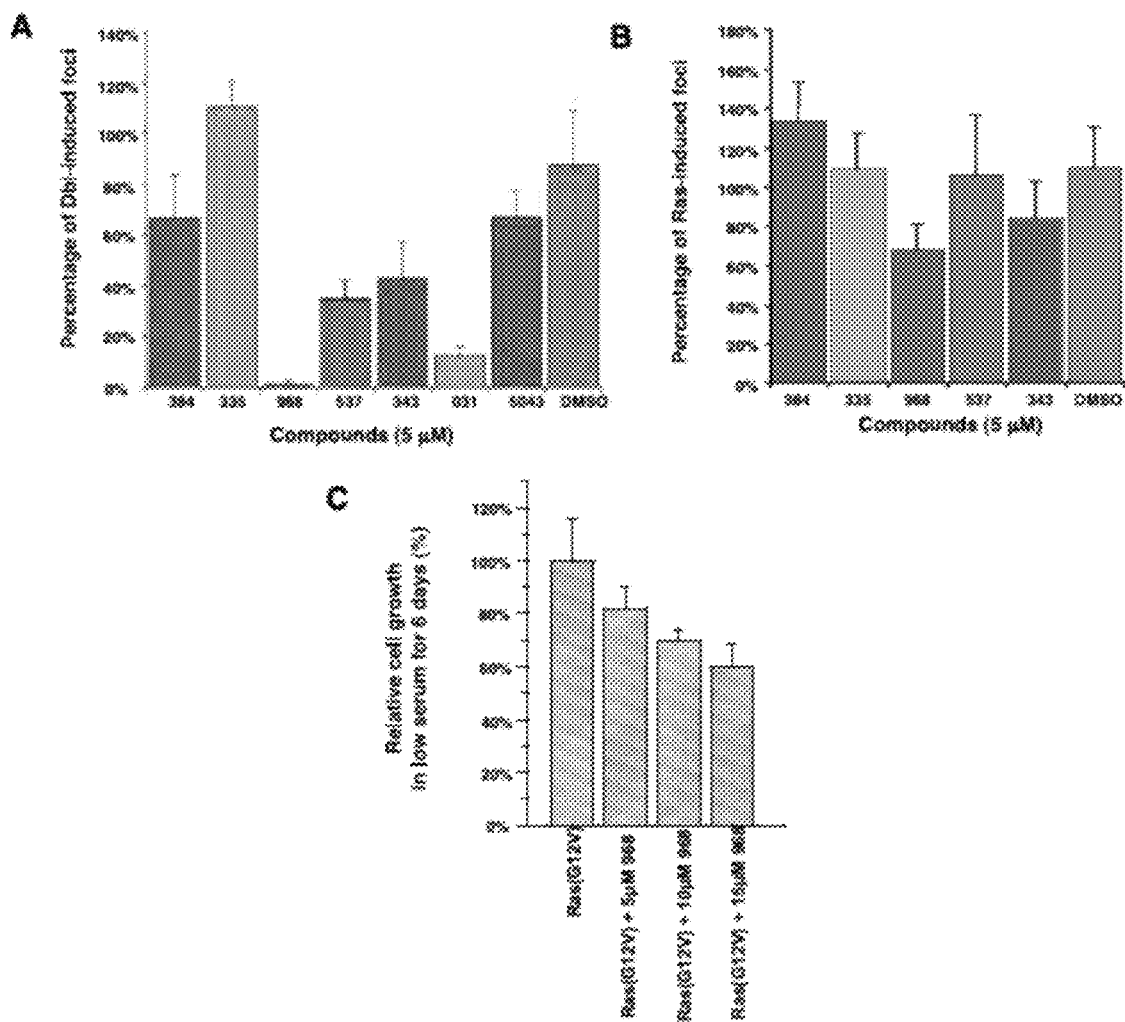 A
Percentage of Dbl-induced foci
140%
120%
100%
80%
60%
40%
20%
0%
384 335 968 537 343 031 5043 DMSO
Compounds (5 μM)
B
Percentage of Ras-induced foci
180%
160%
140%
120%
100%
80%
60%
40%
20%
0%
384 335 968 537 343 DMSO
Compounds (5 μM)
C
Relative cell growth
in low serum for 6 days (%)
120%
100%
80%
60%
40%
20%
0%
Ras(G12V)
Ras(G12V) + 5μM 968
Ras(G12V) + 10μM 968
Ras(G12V) + 15μM 968